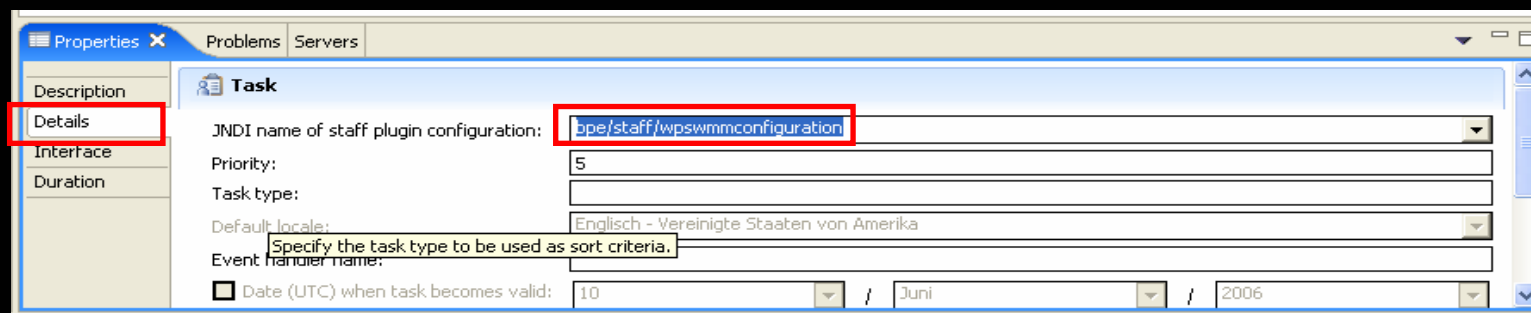 Properties Problems Servers
Description
Details
Interface
Duration
Task
JNDI name of staff plugin configuration: bpe/staff/wpswmmconfiguration
Priority: 5
Task type:
Default locale: Englisch - Vereinigte Staaten von Amerika
Specify the task type to be used as sort criteria.
Event handler name:
Date (UTC) when task becomes valid: 10 / Juni / 2006